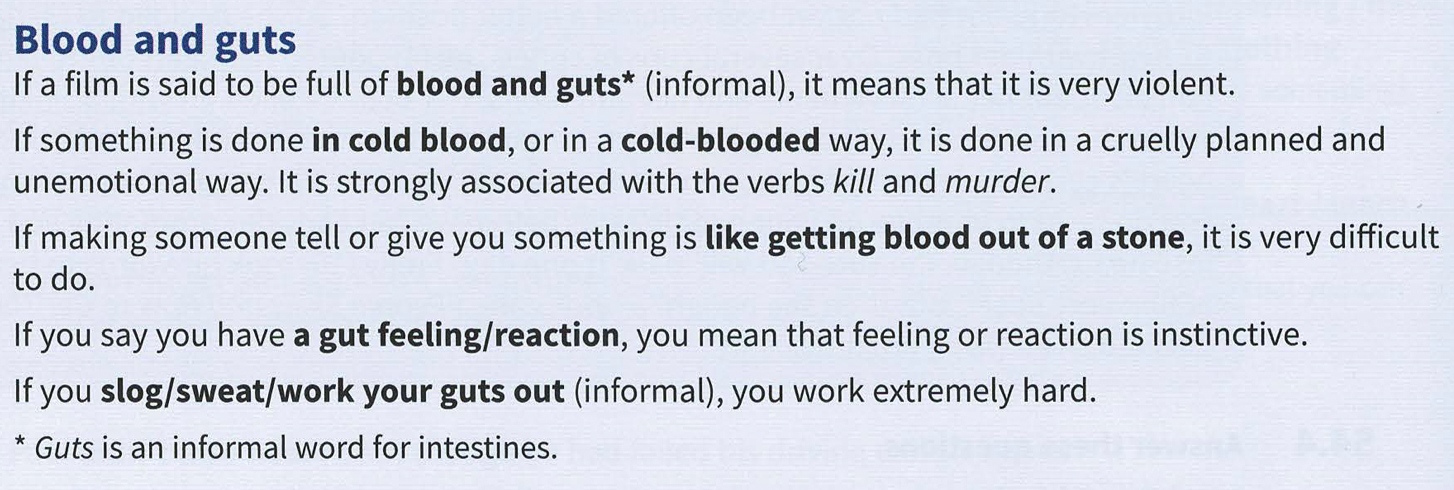 Blood and guts
If a film is said to be full of blood and guts* (informal), it means that it is very violent.
If something is done in cold blood, or in a cold-blooded way, it is done in a cruelly planned and
unemotional way. It is strongly associated with the verbs kill and murder.
If making someone tell or give you something is like getting blood out of a stone, it is very difficult
to do.
If you say you have a gut feeling/reaction, you mean that feeling or reaction is instinctive.
If you slog/sweat/work your guts out (informal), you work extremely hard.
* Guts is an informal word for intestines.